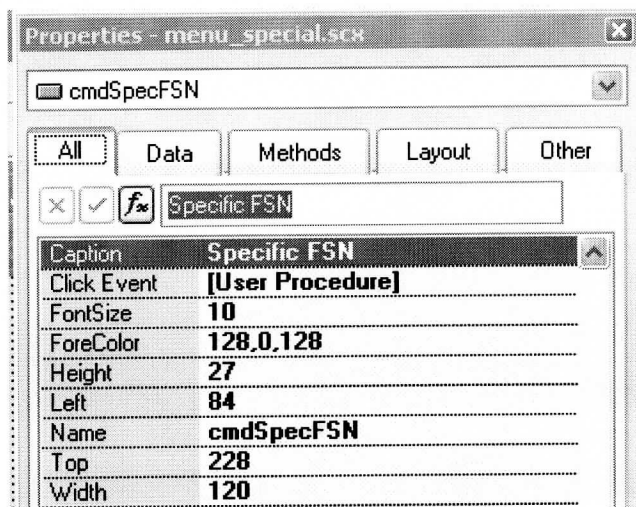 Properties - menu_special.scx
cmdSpecFSN
All Data Methods Layout Other
fx Specific FSN
Caption Specific FSN
Click Event [User Procedure]
FontSize 10
ForeColor 128,0,128
Height 27
Left 84
Name cmdSpecFSN
Top 228
Width 120